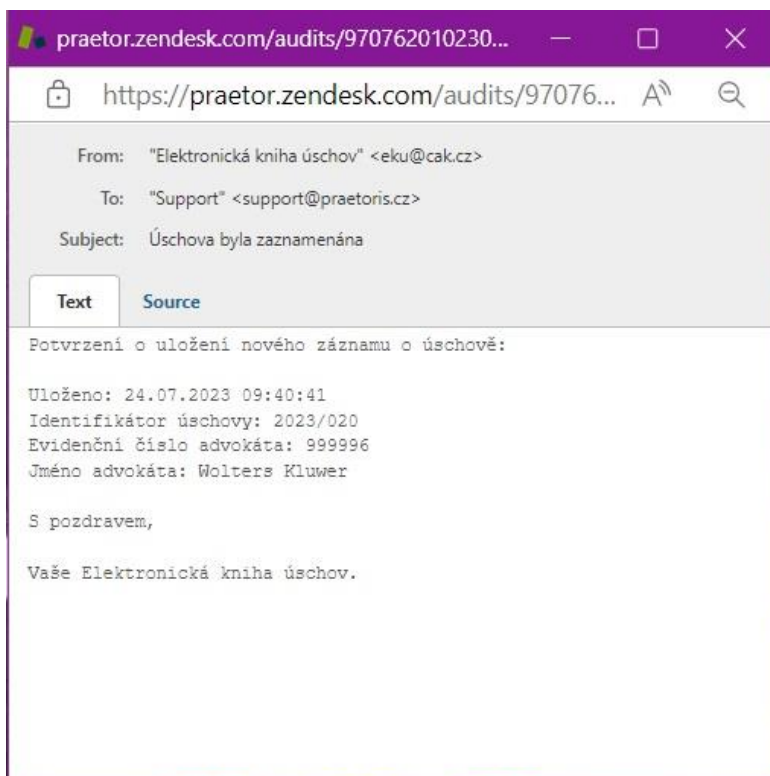 praetor.zendesk.com/audits/970762010230...
https://praetor.zendesk.com/audits/97076...
From: "Elektronická kniha úschov" <eku@cak.cz>
To: "Support" <support@praetoris.cz>
Subject: Úschova byla zaznamenána
Text Source
Potvrzení o uložení nového záznamu o úschově:
Uloženo: 24.07.2023 09:40:41
Identifikátor úschovy: 2023/020
Evidenční číslo advokáta: 999996
Jméno advokáta: Wolters Kluwer
S pozdravem,
Vaše Elektronická kniha úschov.